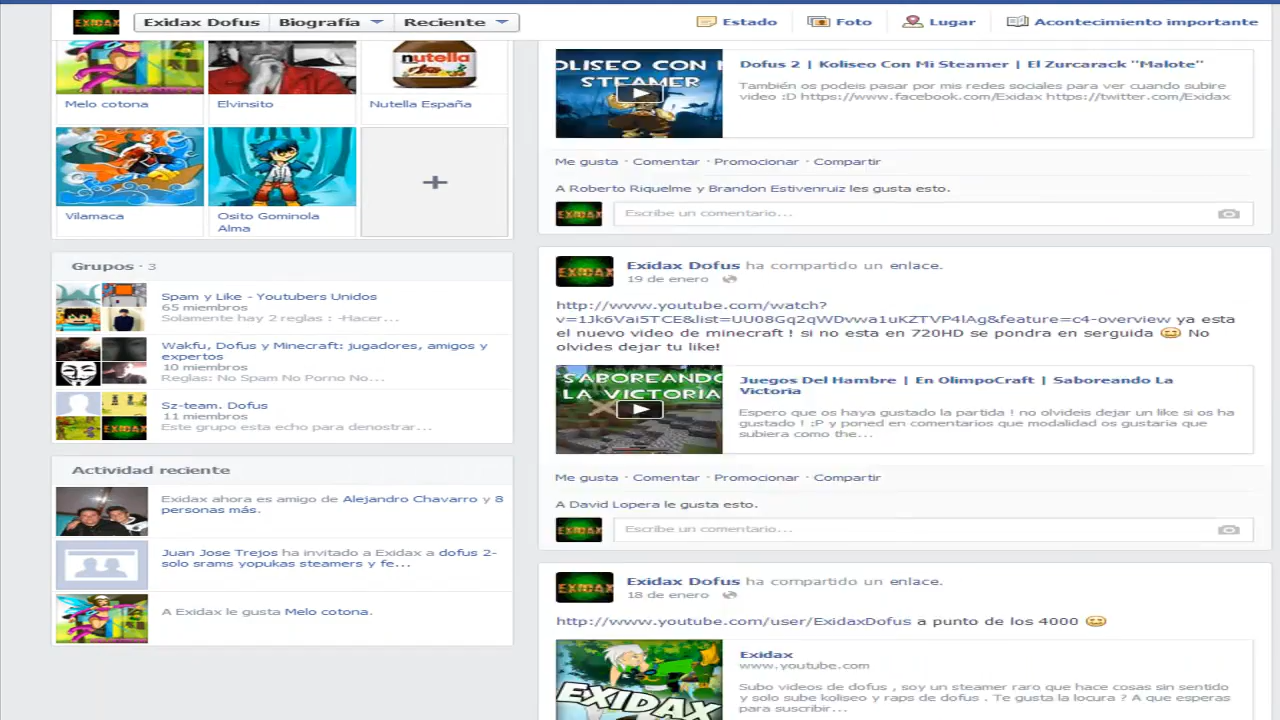 EXIDAX Exidax Dofus Biografía Reciente Estado Foto Lugar Acontecimiento importante
nutella
Melo cotona Elvinsito Nutella España
Vilamaca Osito Gominola
Alma
Grupos · 3
Spam y Like - Youtubers Unidos
65 miembros
Solamente hay 2 reglas : -Hacer...
Wakfu, Dofus y Minecraft: jugadores, amigos y
expertos
10 miembros
Reglas: No Spam No Porno No...
Sz-team. Dofus
11 miembros
Este grupo esta echo para denostrar...
EXIDAX
Actividad reciente
Exidax ahora es amigo de Alejandro Chavarro y 8
personas más.
Juan Jose Trejos ha invitado a Exidax a dofus 2-
solo srams yopukas steamers y fe...
A Exidax le gusta Melo cotona.
OLISEO CON M
STEAMER
Dofus 2 | Koliseo Con Mi Steamer | El Zurcarack "Malote"
También os podeis pasar por mis redes sociales para ver cuando subire
video :D https://www.facebook.com/Exidax https://twitter.com/Exidax
Me gusta · Comentar · Promocionar · Compartir
A Roberto Riquelme y Brandon Estivenruiz les gusta esto.
EXIDAX Escribe un comentario...
EXIDAX Exidax Dofus ha compartido un enlace.
19 de enero
http://www.youtube.com/watch?
v=1Jk6Vai5TCE&list=UU08Gq2qWDvwa1uKZTVP4lAg&feature=c4-overview ya esta
el nuevo video de minecraft ! si no esta en 720HD se pondra en serguida 😄 No
olvides dejar tu like!
SABOREANDO
LA VICTORIA
Juegos Del Hambre | En OlimpoCraft | Saboreando La
Victoria
Espero que os haya gustado la partida ! no olvideis dejar un like si os ha
gustado ! :P y poned en comentarios que modalidad os gustaria que
subiera como the...
Me gusta · Comentar · Promocionar · Compartir
A David Lopera le gusta esto.
EXIDAX Escribe un comentario...
EXIDAX Exidax Dofus ha compartido un enlace.
18 de enero
http://www.youtube.com/user/ExidaxDofus a punto de los 4000 😄
EXIDAX
Exidax
www.youtube.com
Subo videos de dofus , soy un steamer raro que hace cosas sin sentido
y solo sube koliseo y raps de dofus . Te gusta la locura ? A que esperas
para suscribir...